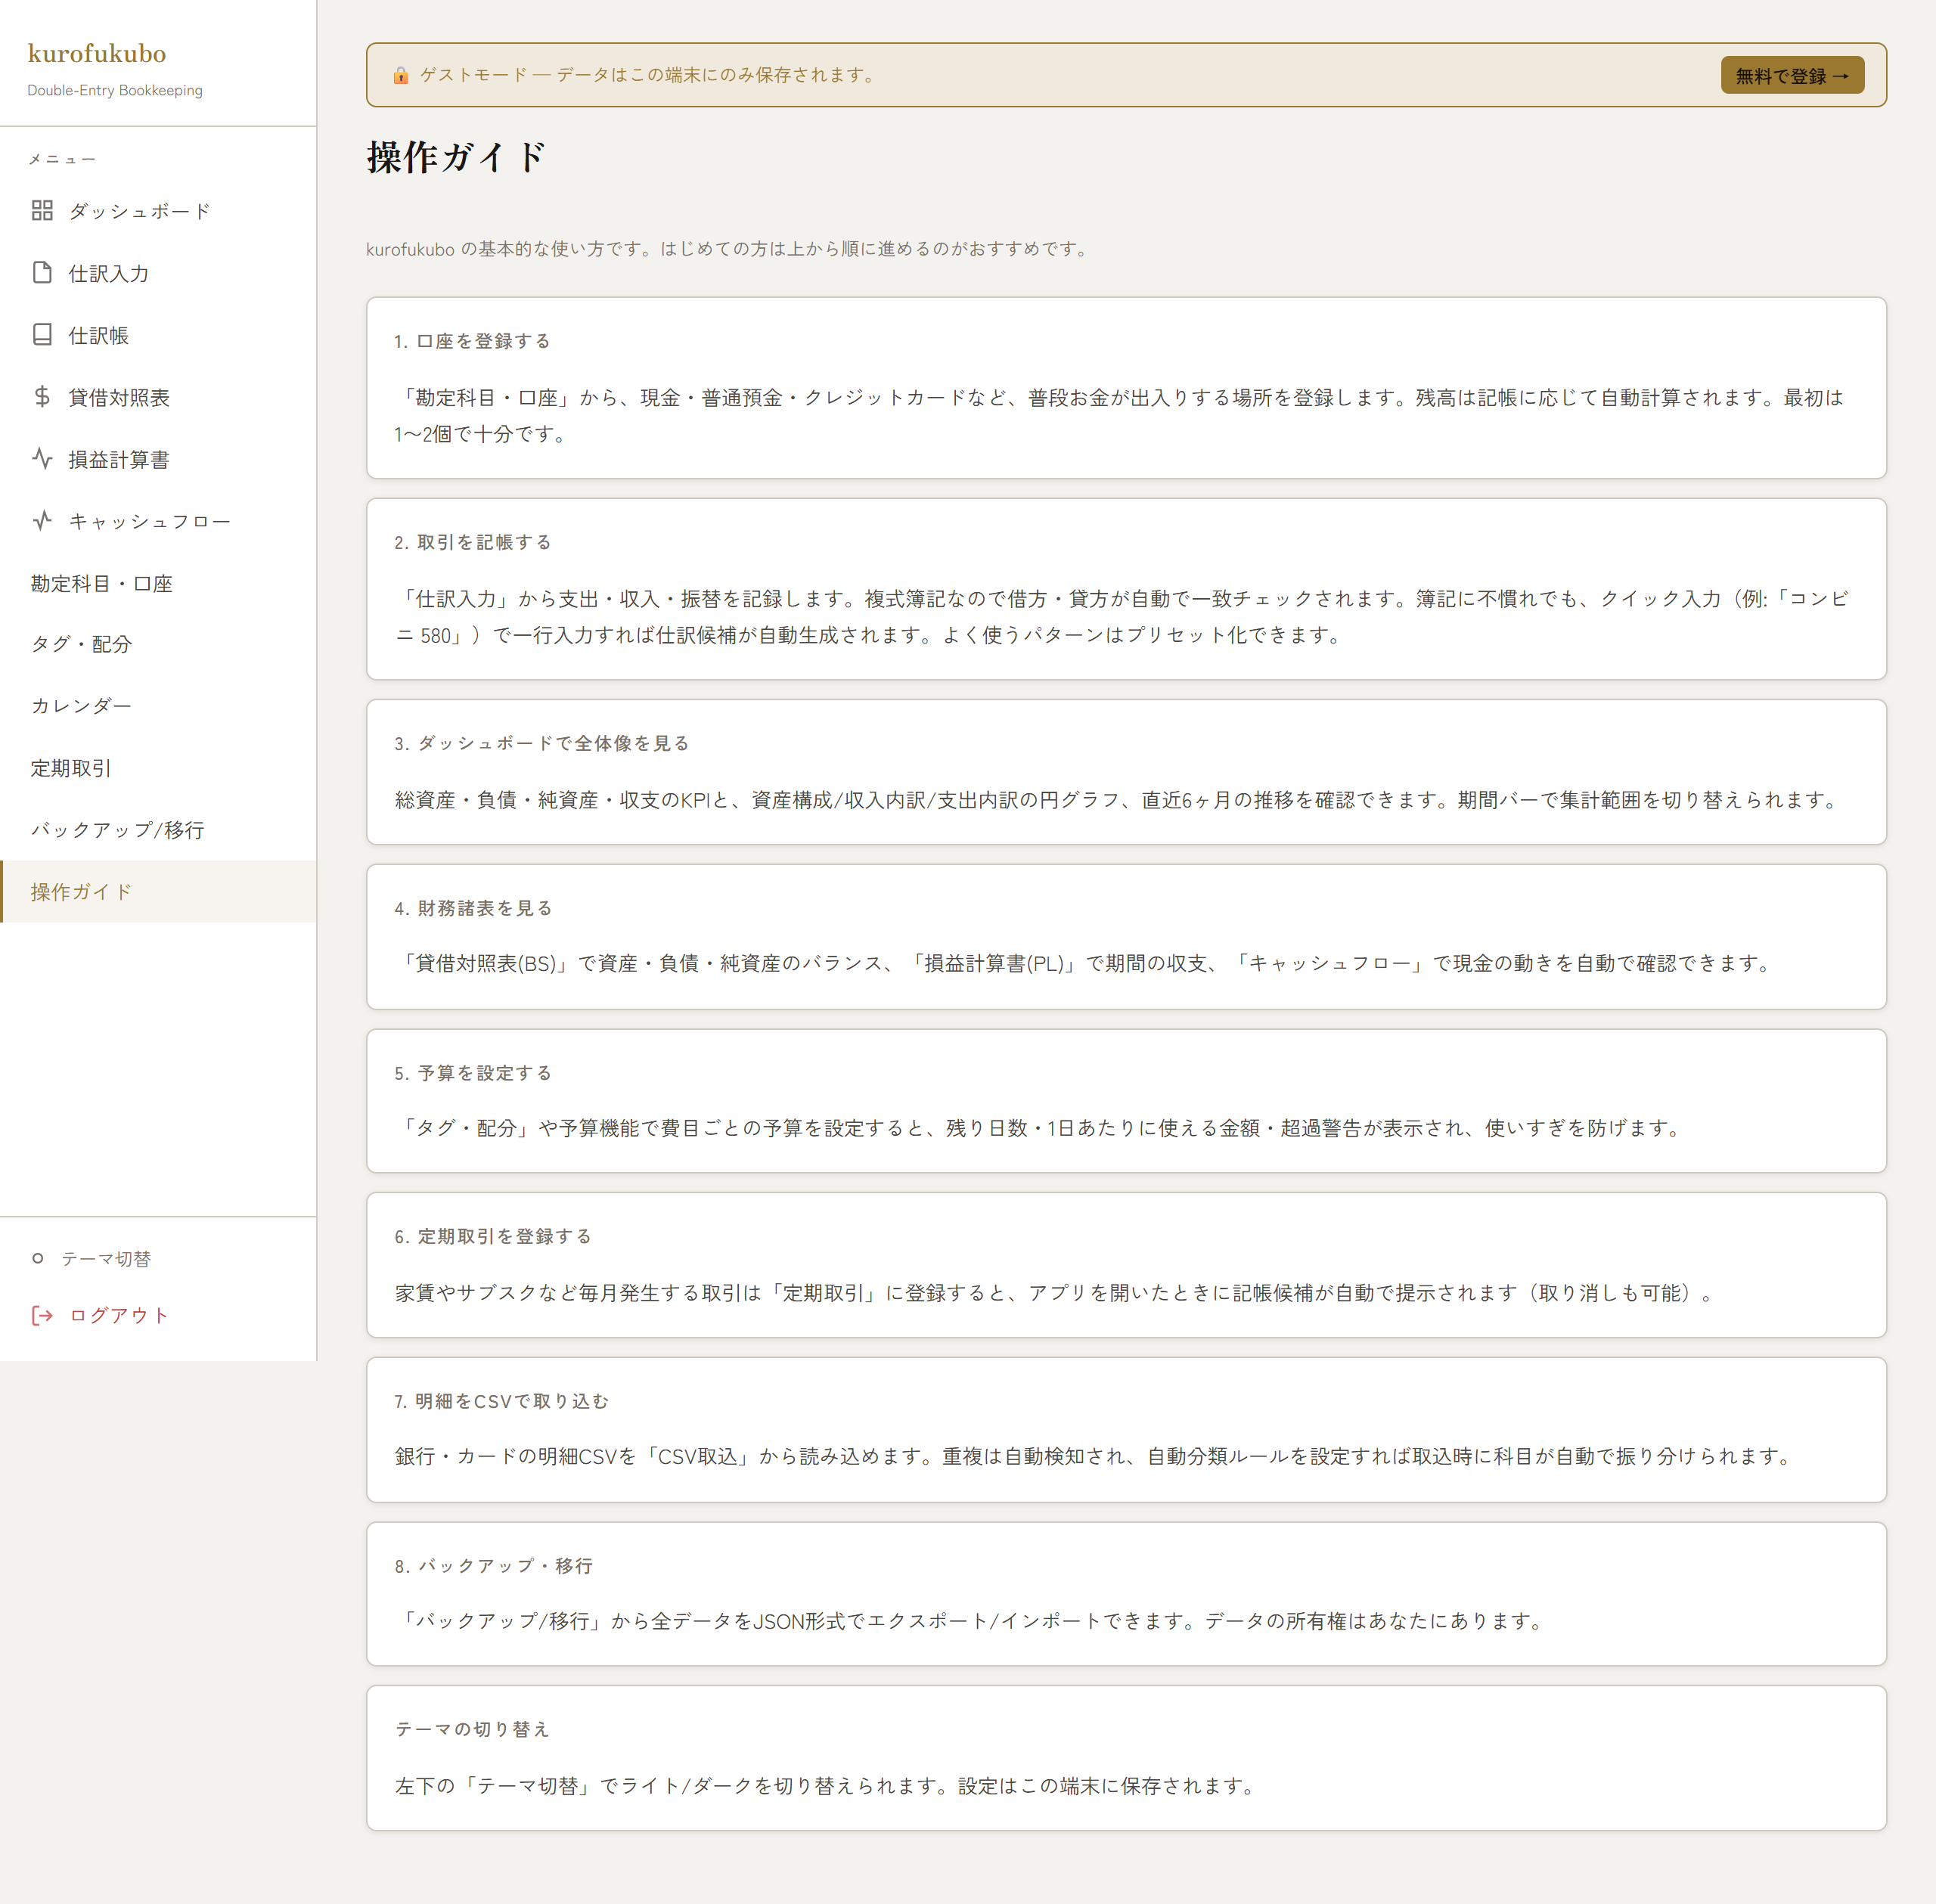 kurofukubo
Double-Entry Bookkeeping
メニュー
ダッシュボード
仕訳入力
仕訳帳
貸借対照表
損益計算書
キャッシュフロー
勘定科目・口座
タグ・配分
カレンダー
定期取引
バックアップ/移行
操作ガイド
テーマ切替
ログアウト
ゲストモード — データはこの端末にのみ保存されます。
無料で登録 →
操作ガイド
kurofukubo の基本的な使い方です。はじめての方は上から順に進めるのがおすすめです。
1. 口座を登録する
「勘定科目・口座」から、現金・普通預金・クレジットカードなど、普段お金が出入りする場所を登録します。残高は記帳に応じて自動計算されます。最初は
1〜2個で十分です。
2. 取引を記帳する
「仕訳入力」から支出・収入・振替を記録します。複式簿記なので借方・貸方が自動で一致チェックされます。簿記に不慣れでも、クイック入力（例:「コンビ
ニ 580」）で一行入力すれば仕訳候補が自動生成されます。よく使うパターンはプリセット化できます。
3. ダッシュボードで全体像を見る
総資産・負債・純資産・収支のKPIと、資産構成/収入内訳/支出内訳の円グラフ、直近6ヶ月の推移を確認できます。期間バーで集計範囲を切り替えられます。
4. 財務諸表を見る
「貸借対照表(BS)」で資産・負債・純資産のバランス、「損益計算書(PL)」で期間の収支、「キャッシュフロー」で現金の動きを自動で確認できます。
5. 予算を設定する
「タグ・配分」や予算機能で費目ごとの予算を設定すると、残り日数・1日あたりに使える金額・超過警告が表示され、使いすぎを防げます。
6. 定期取引を登録する
家賃やサブスクなど毎月発生する取引は「定期取引」に登録すると、アプリを開いたときに記帳候補が自動で提示されます（取り消しも可能）。
7. 明細をCSVで取り込む
銀行・カードの明細CSVを「CSV取込」から読み込めます。重複は自動検知され、自動分類ルールを設定すれば取込時に科目が自動で振り分けられます。
8. バックアップ・移行
「バックアップ/移行」から全データをJSON形式でエクスポート/インポートできます。データの所有権はあなたにあります。
テーマの切り替え
左下の「テーマ切替」でライト/ダークを切り替えられます。設定はこの端末に保存されます。